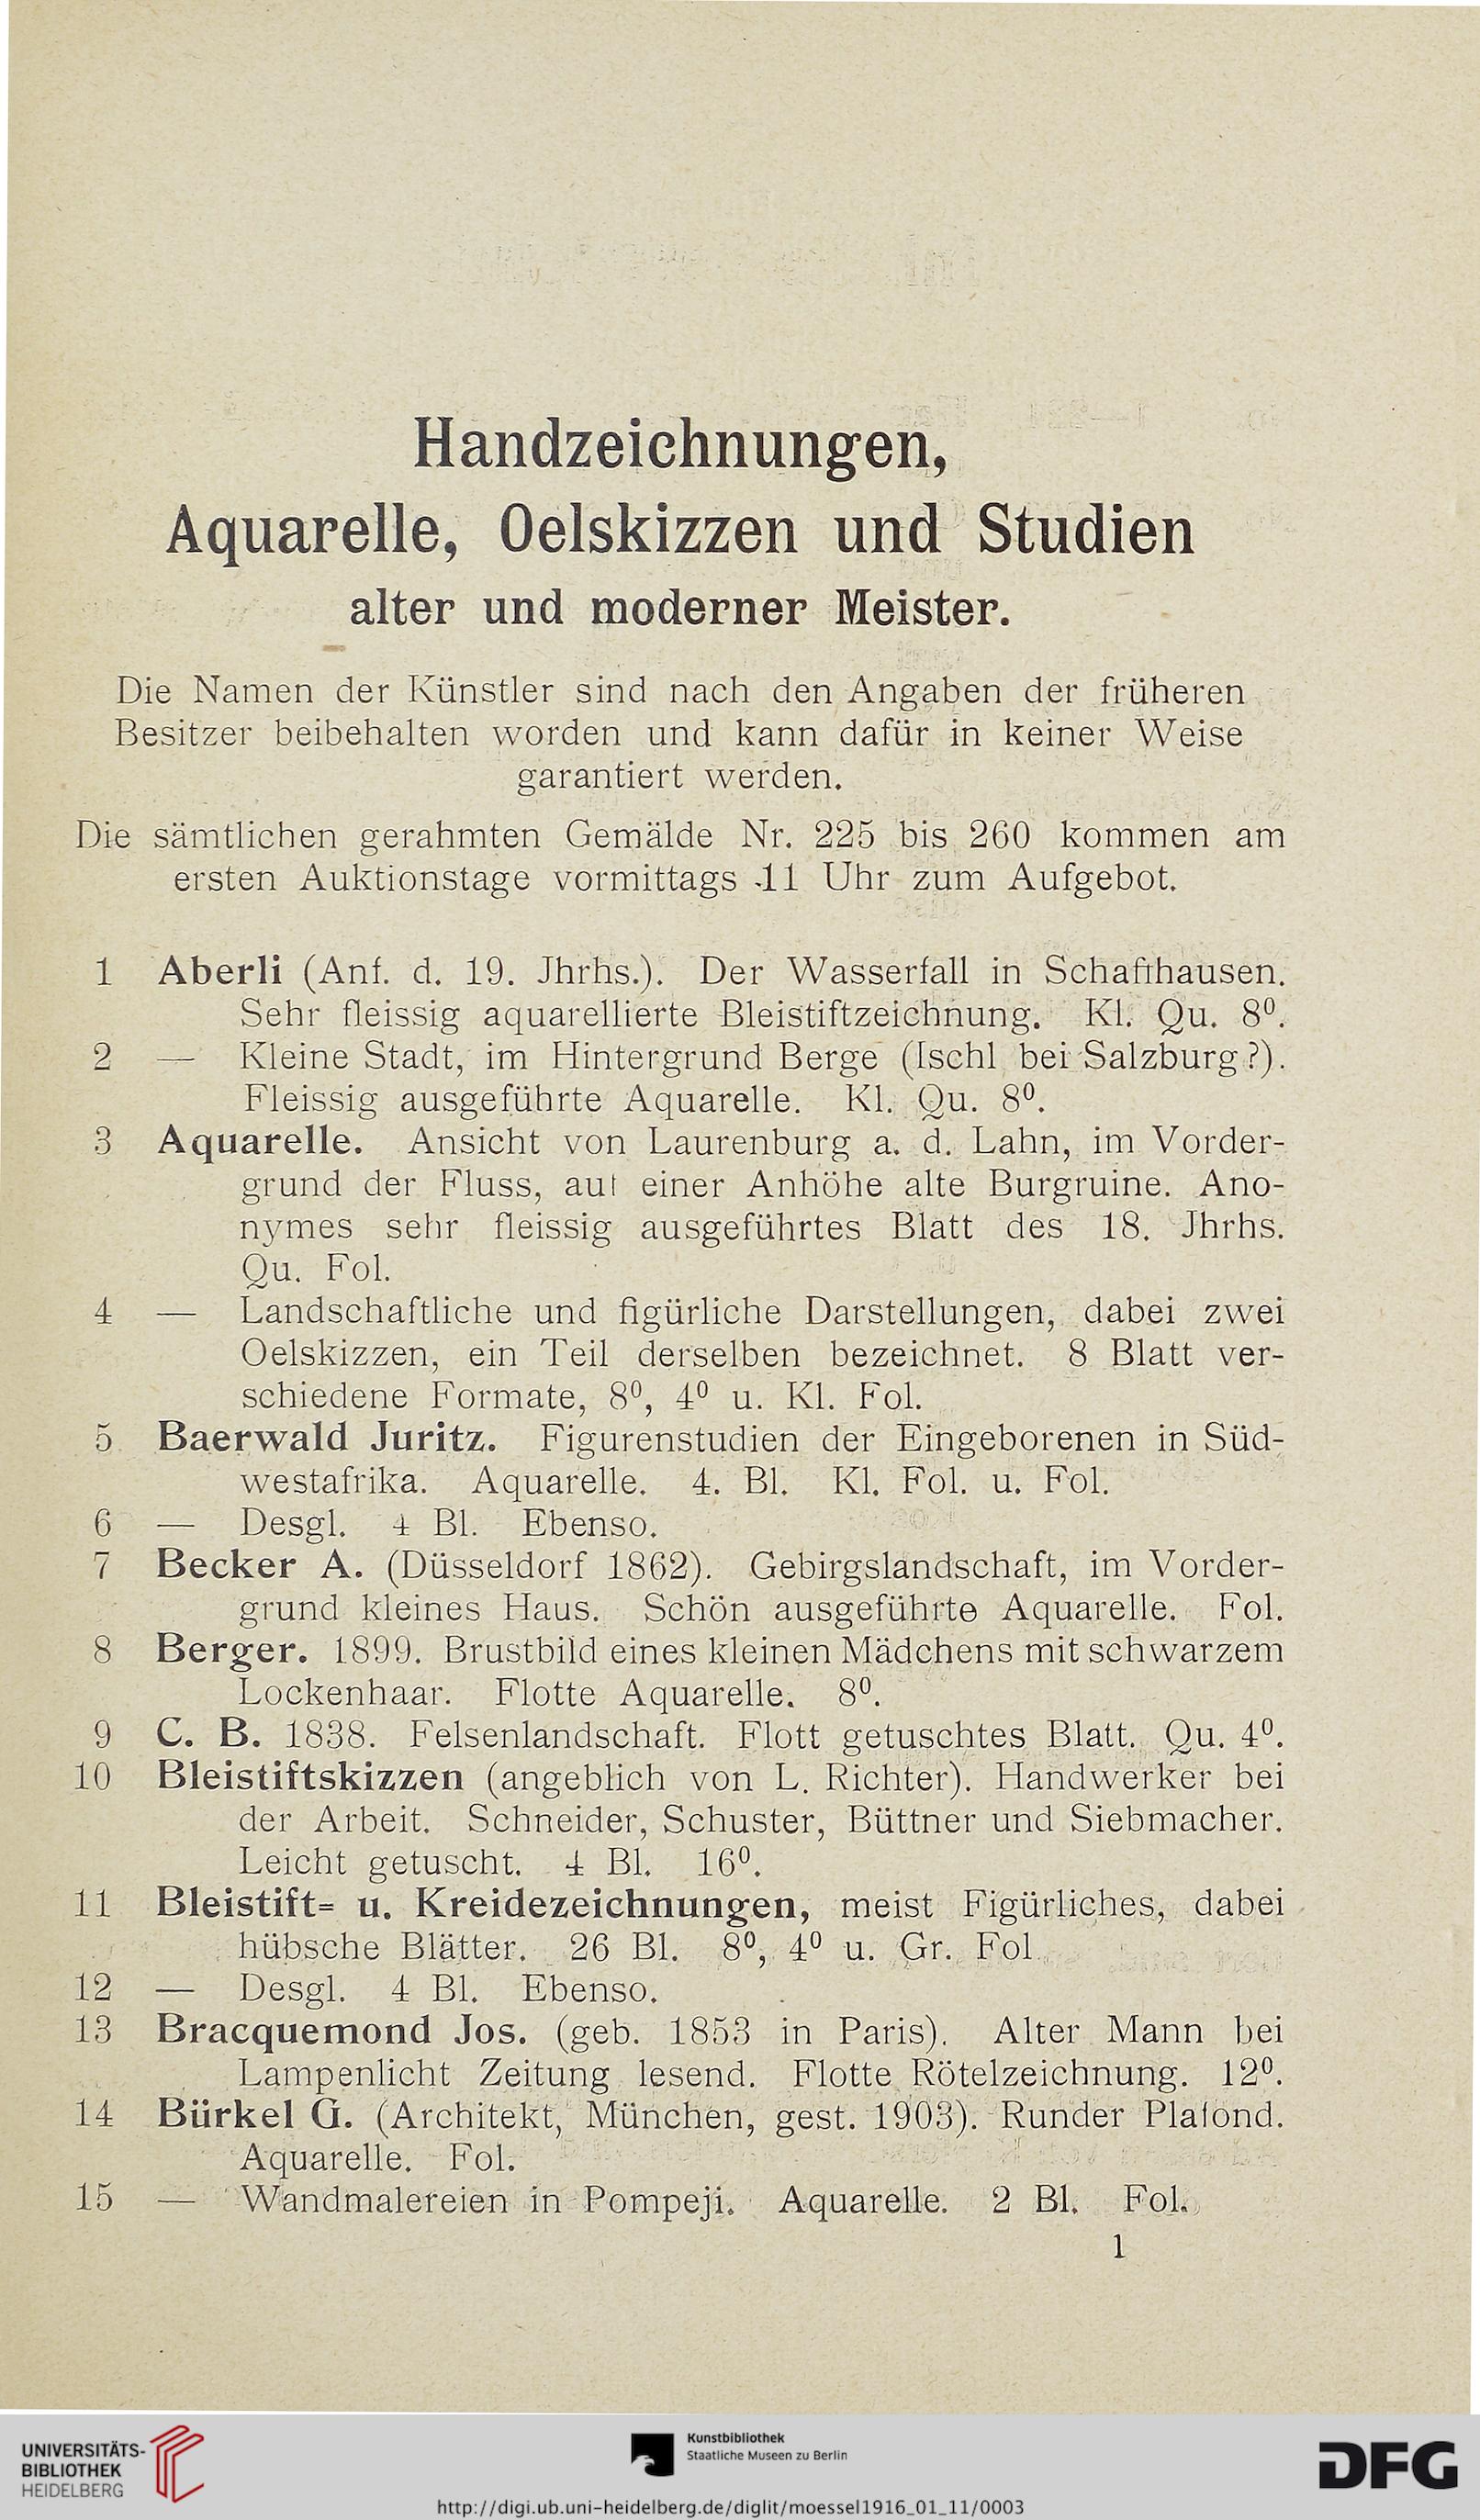 Handzeichnungen,
Aquarelle, Oelskizzen und Studien
alter und moderner Meister.
Die Namen der Künstler sind nach den Angaben der früheren
Besitzer beibehalten worden und kann dafür in keiner Weise
garantiert werden.
Die sämtlichen gerahmten Gemälde Nr. 225 bis 260 kommen am
ersten Auktionstage vormittags 11 Uhr zum Aufgebot.
1 Aberli (Anf. d. 19. Jhrhs.). Der Wasserfall in Schaffhausen.
Sehr fleissig aquarellierte Bleistiftzeichnung. Kl. Qu. 8⁰.
2 — Kleine Stadt, im Hintergrund Berge (Ischl bei Salzburg?).
Fleissig ausgeführte Aquarelle. Kl. Qu. 8⁰.
3 Aquarelle. Ansicht von Laurenburg a. d. Lahn, im Vorder-
grund der Fluss, auf einer Anhöhe alte Burgruine. Ano-
nymes sehr fleissig ausgeführtes Blatt des 18. Jhrhs.
Qu. Fol.
4 — Landschaftliche und figürliche Darstellungen, dabei zwei
Oelskizzen, ein Teil derselben bezeichnet. 8 Blatt ver-
schiedene Formate, 8⁰, 4⁰ u. Kl. Fol.
5 Baerwald Juritz. Figurenstudien der Eingeborenen in Süd-
westafrika. Aquarelle. 4. Bl. Kl. Fol. u. Fol.
6 — Desgl. 4 Bl. Ebenso.
7 Becker A. (Düsseldorf 1862). Gebirgslandschaft, im Vorder-
grund kleines Haus. Schön ausgeführte Aquarelle. Fol.
8 Berger. 1899. Brustbild eines kleinen Mädchens mit schwarzem
Lockenhaar. Flotte Aquarelle. 8⁰.
9 C. B. 1838. Felsenlandschaft. Flott getuschtes Blatt. Qu. 4⁰.
10 Bleistiftskizzen (angeblich von L. Richter). Handwerker bei
der Arbeit. Schneider, Schuster, Büttner und Siebmacher.
Leicht getuscht. 4 Bl. 16⁰.
11 Bleistift= u. Kreidezeichnungen, meist Figürliches, dabei
hübsche Blätter. 26 Bl. 8⁰, 4⁰ u. Gr. Fol
12 — Desgl. 4 Bl. Ebenso.
13 Bracquemond Jos. (geb. 1853 in Paris). Alter Mann bei
Lampenlicht Zeitung lesend. Flotte Rötelzeichnung. 12⁰.
14 Bürkel G. (Architekt, München, gest. 1903). Runder Plafond.
Aquarelle. Fol.
15 — Wandmalereien in Pompeji. Aquarelle. 2 Bl. Fol.
1
UNIVERSITÄTS-
BIBLIOTHEK
HEIDELBERG
Kunstbibliothek
Staatliche Museen zu Berlin
DFG
http://digi.ub.uni-heidelberg.de/diglit/moessel1916_01_11/0003